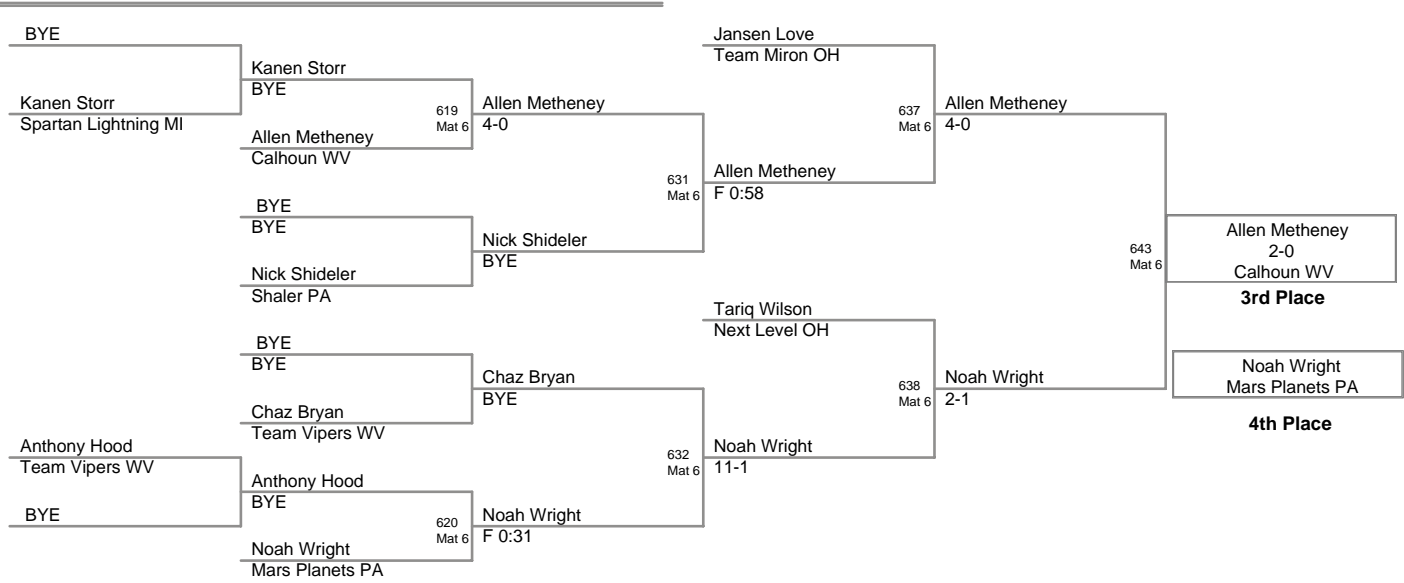 BYE
Kanen Storr
Spartan Lightning MI
Anthony Hood
Team Vipers WV
BYE
Kanen Storr
BYE
Allen Metheney
Calhoun WV
BYE
BYE
Nick Shideler
Shaler PA
BYE
BYE
Chaz Bryan
Team Vipers WV
Anthony Hood
BYE
Noah Wright
Mars Planets PA
619
Mat 6
Allen Metheney
4-0
Nick Shideler
BYE
Chaz Bryan
BYE
620
Mat 6
Noah Wright
F 0:31
Jansen Love
Team Miron OH
631
Mat 6
Allen Metheney
F 0:58
Tariq Wilson
Next Level OH
632
Mat 6
Noah Wright
11-1
637
Mat 6
Allen Metheney
4-0
638
Mat 6
Noah Wright
2-1
643
Mat 6
Allen Metheney
2-0
Calhoun WV
3rd Place
Noah Wright
Mars Planets PA
4th Place